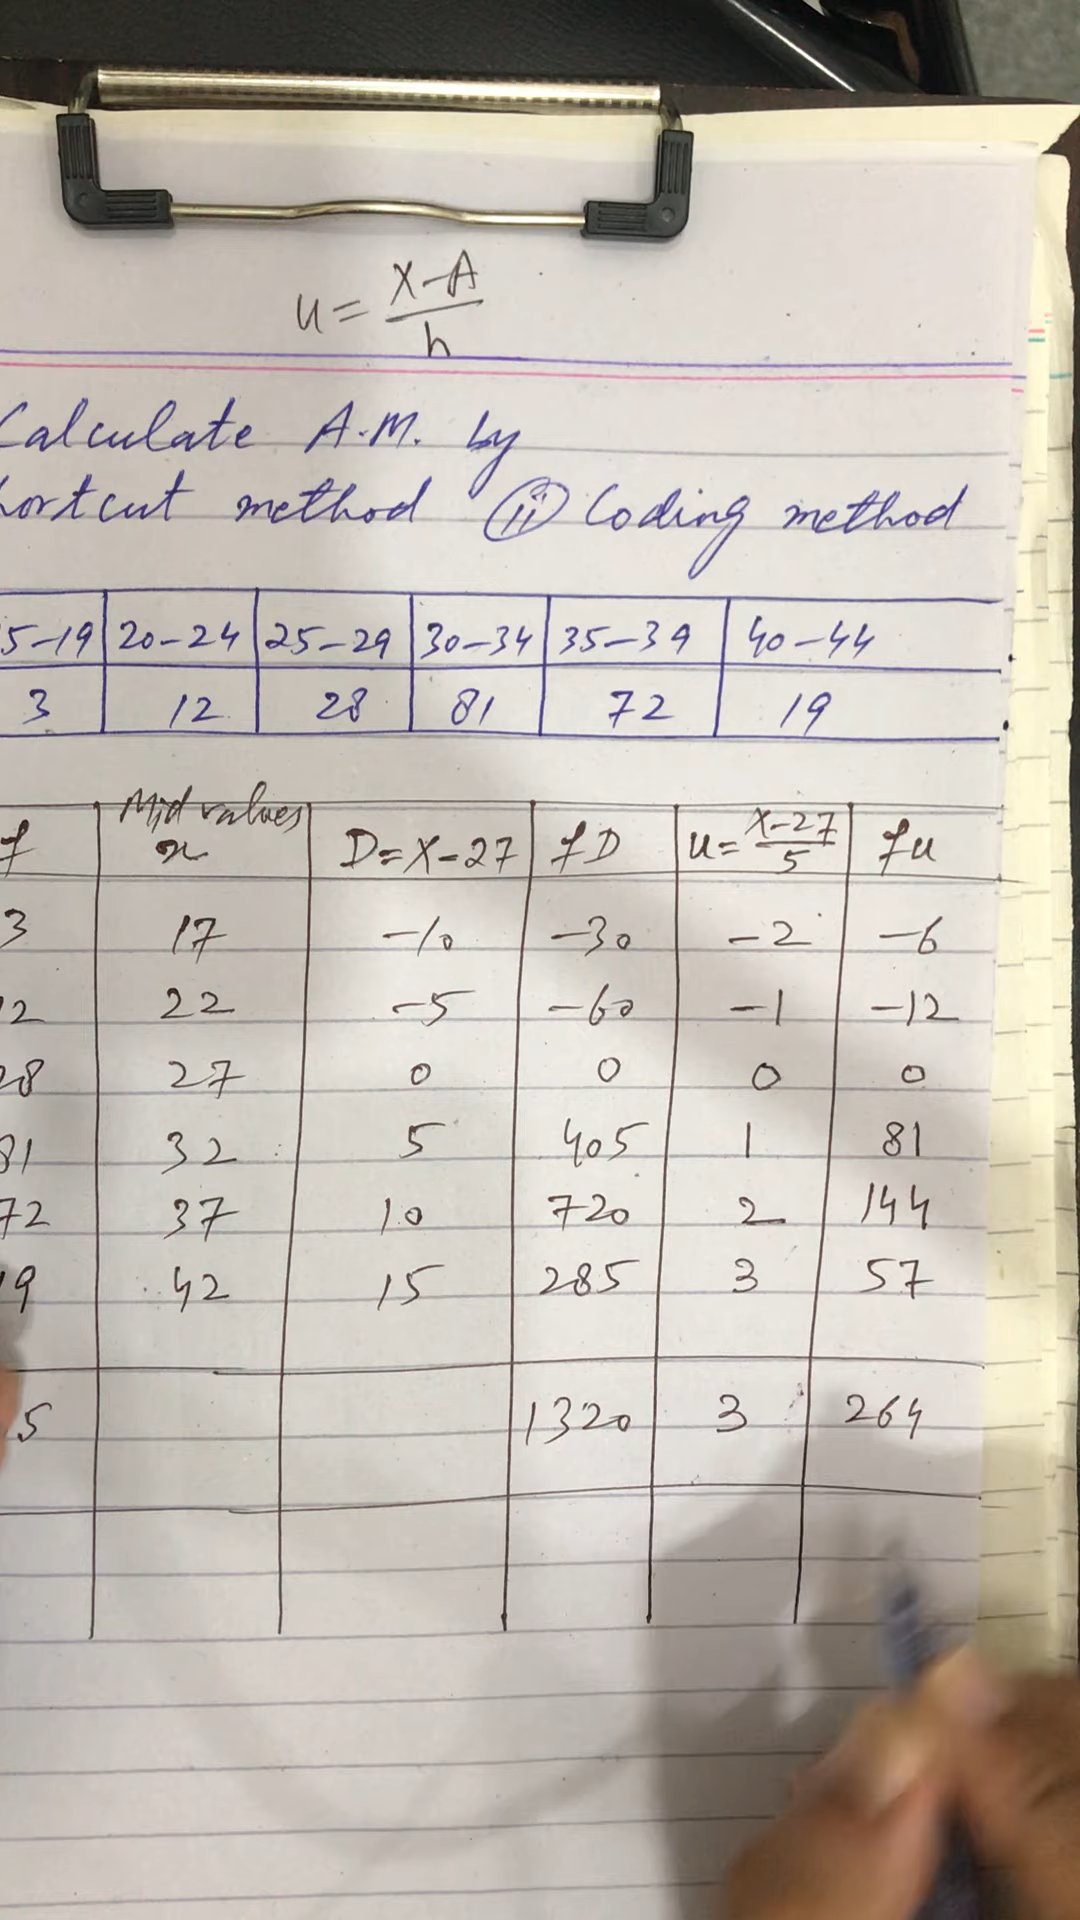 u = X-A / h
Calculate A.M. by
method (ii) Coding method
5-19 20-24 25-29 30-34 35-39 40-44
3 12 28 81 72 19
f Mid values x D=X-27 fD u=X-27/5 fu
3 17 -10 -30 -2 -6
2 22 -5 -60 -1 -12
28 27 0 0 0 0
81 32 5 405 1 81
72 37 10 720 2 144
9 42 15 285 3 57
5 1320 3 264